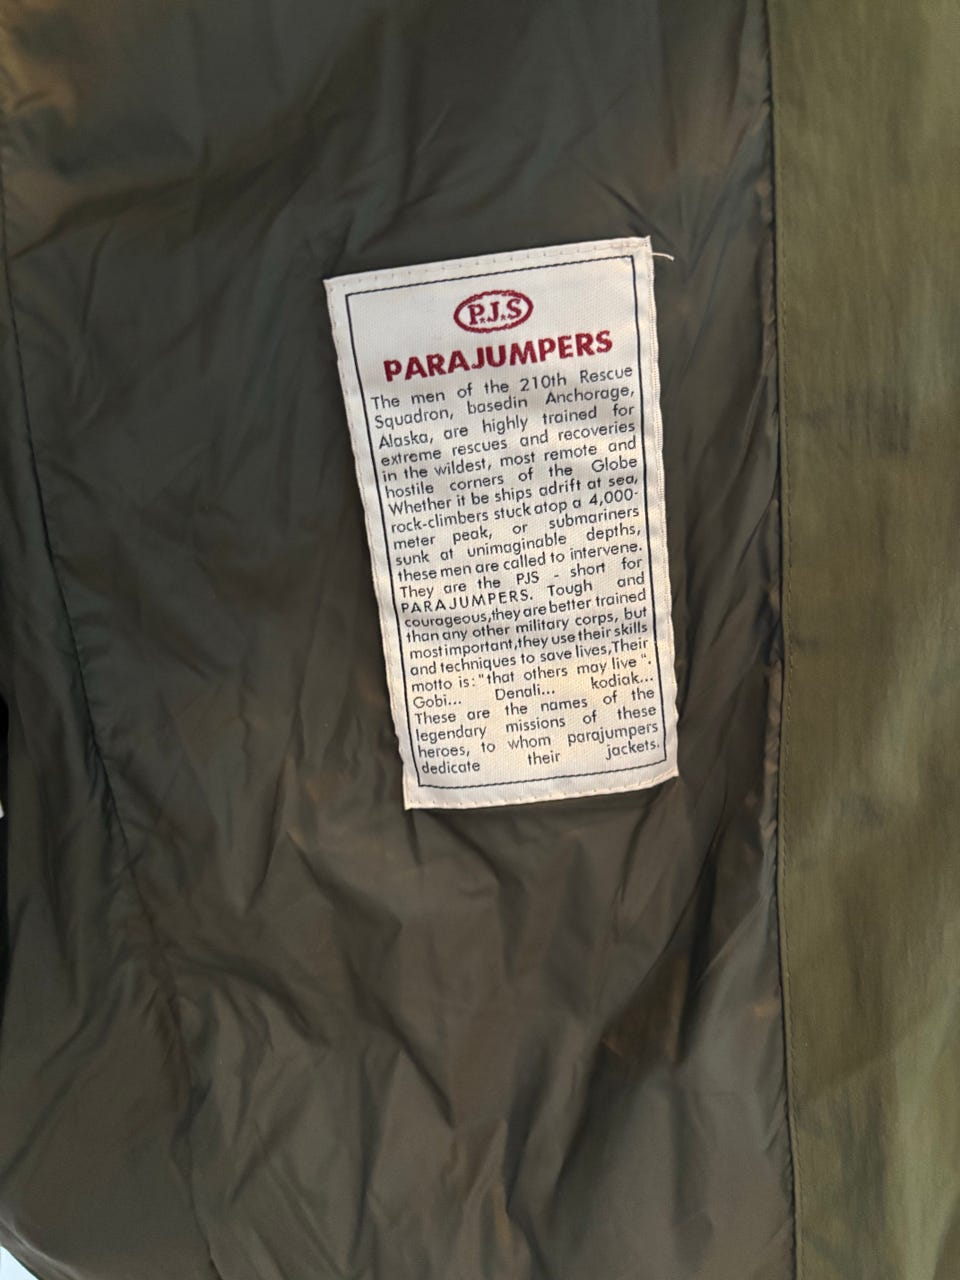 P.J.S
PARAJUMPERS
The men of the 210th Rescue
Squadron, basedin Anchorage,
Alaska, are highly trained for
extreme rescues and recoveries
in the wildest, most remote and
hostile corners of the Globe
Whether it be ships adrift at sea,
rock-climbers stuck atop a 4,000-
meter peak, or submariners
sunk at unimaginable depths,
these men are called to intervene.
They are the PJS - short for
PARAJUMPERS. Tough and
courageous,they are better trained
than any other military corps, but
most important,they use their skills
and techniques to save lives,Their
motto is:"that others may live ".
Gobi... Denali... kodiak...
These are the names of the
legendary missions of these
heroes, to whom parajumpers
dedicate their jackets.